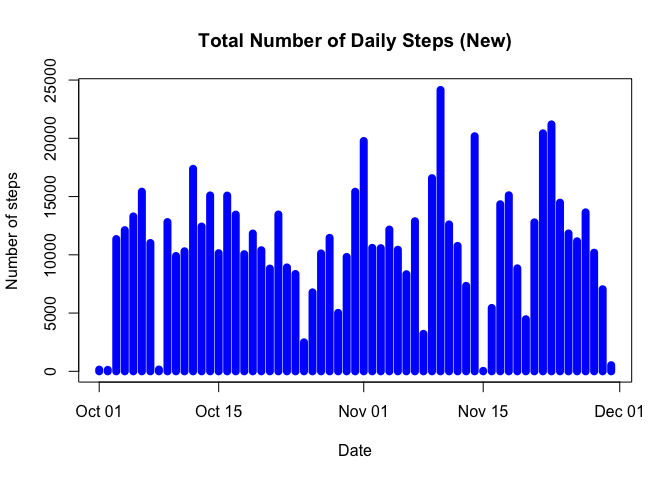 Total Number of Daily Steps (New)
Number of steps
25000
20000
15000
10000
5000
0
Oct 01 Oct 15 Nov 01 Nov 15 Dec 01
Date